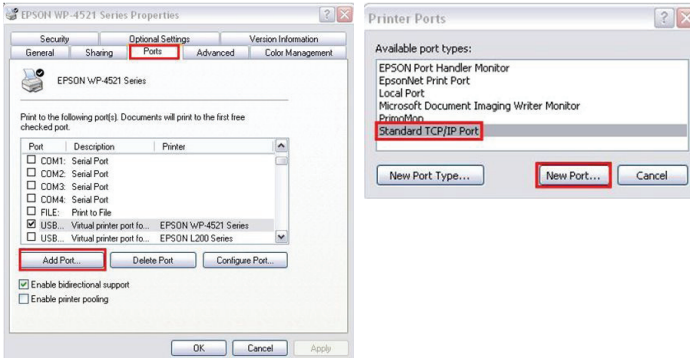 EPSON WP-4521 Series Properties
Security Optional Settings Version Information
General Sharing Ports Advanced Color Management
EPSON WP-4521 Series
Print to the following port(s). Documents will print to the first free
checked port.
Port Description Printer
COM1: Serial Port
COM2: Serial Port
COM3: Serial Port
COM4: Serial Port
FILE: Print to File
USB... Virtual printer port fo... EPSON WP-4521 Series
USB... Virtual printer port fo... EPSON L200 Series
Add Port... Delete Port Configure Port...
Enable bidirectional support
Enable printer pooling
OK Cancel Apply
Printer Ports
Available port types:
EPSON Port Handler Monitor
EpsonNet Print Port
Local Port
Microsoft Document Imaging Writer Monitor
PrimoMon
Standard TCP/IP Port
New Port Type... New Port... Cancel